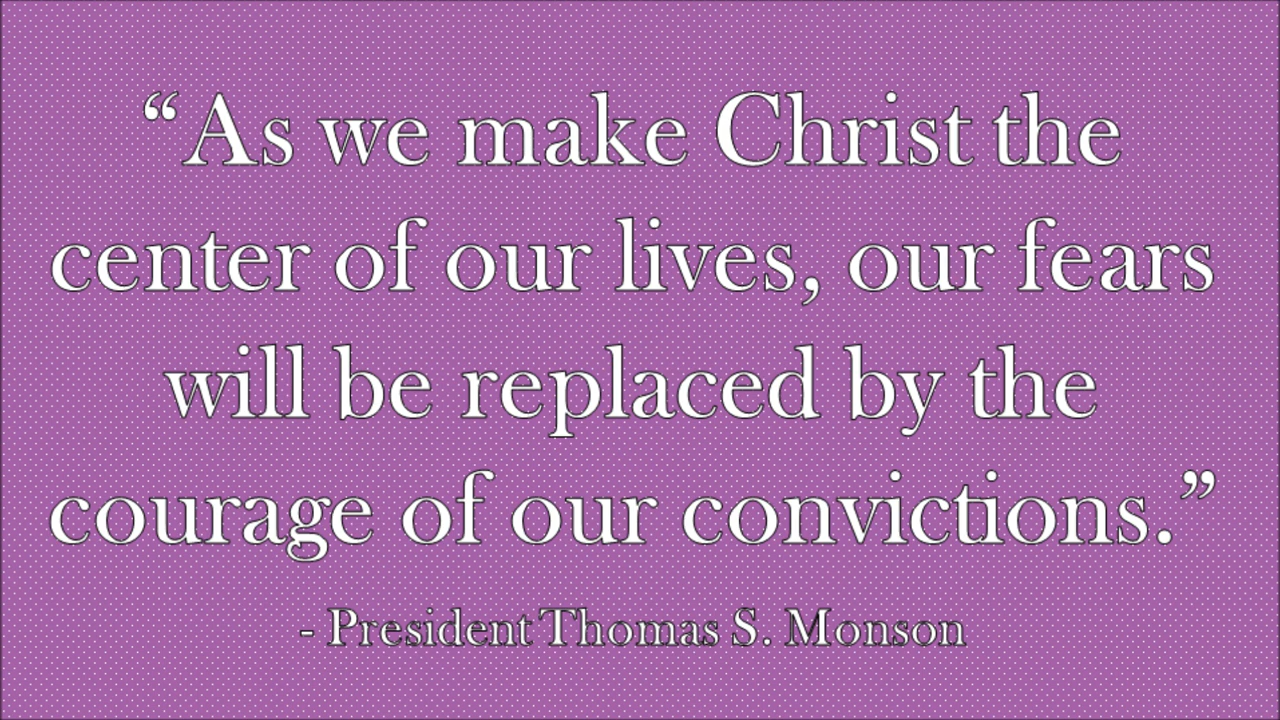 “As we make Christ the
center of our lives, our fears
will be replaced by the
courage of our convictions.”
- President Thomas S. Monson